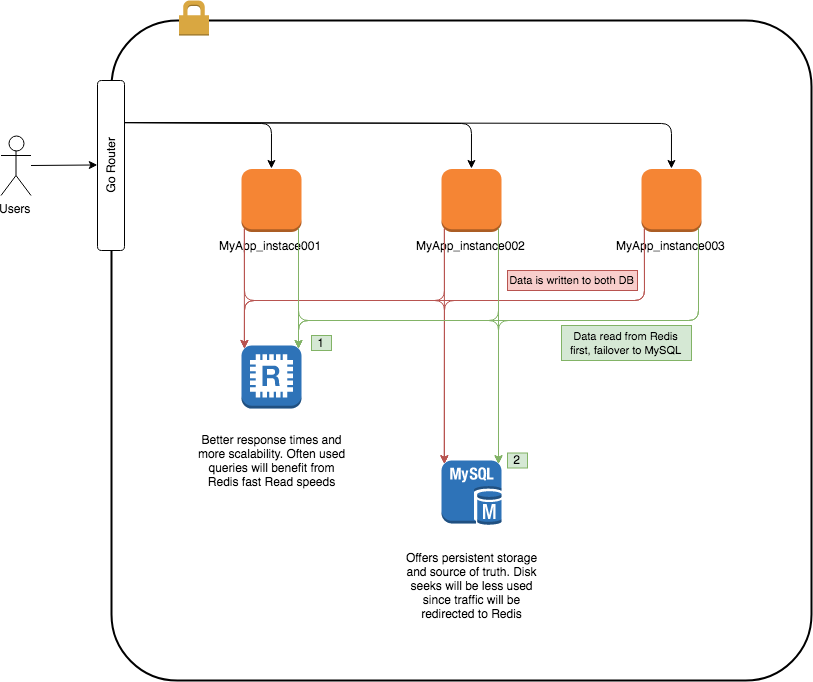 Users
Go Router
MyApp_instace001
MyApp_instance002
MyApp_instance003
Data is written to both DB
Data read from Redis
first, failover to MySQL
1
R
Better response times and
more scalability. Often used
queries will benefit from
Redis fast Read speeds
2
MySQL
M
Offers persistent storage
and source of truth. Disk
seeks will be less used
since traffic will be
redirected to Redis